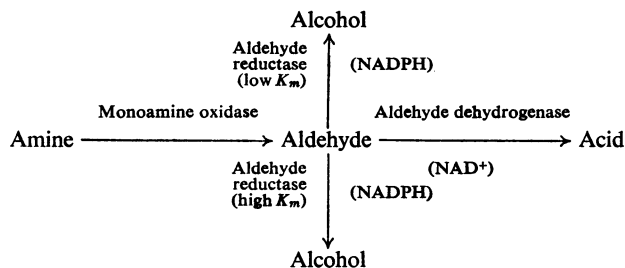 Alcohol
Aldehyde
reductase
(low Km)
(NADPH)
Monoamine oxidase
Aldehyde dehydrogenase
Amine
Aldehyde
Acid
(NAD+)
Aldehyde
reductase
(high Km)
(NADPH)
Alcohol